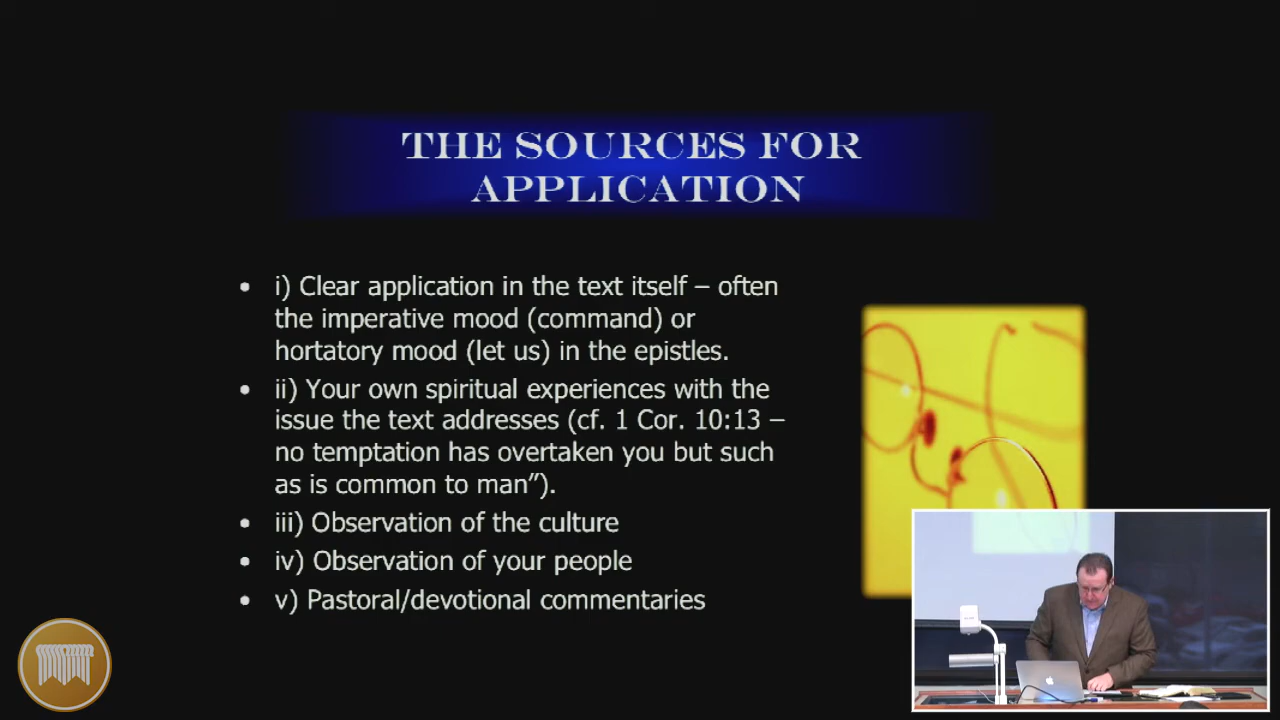 THE SOURCES FOR
APPLICATION
• i) Clear application in the text itself – often
the imperative mood (command) or
hortatory mood (let us) in the epistles.
• ii) Your own spiritual experiences with the
issue the text addresses (cf. 1 Cor. 10:13 –
no temptation has overtaken you but such
as is common to man”).
• iii) Observation of the culture
• iv) Observation of your people
• v) Pastoral/devotional commentaries